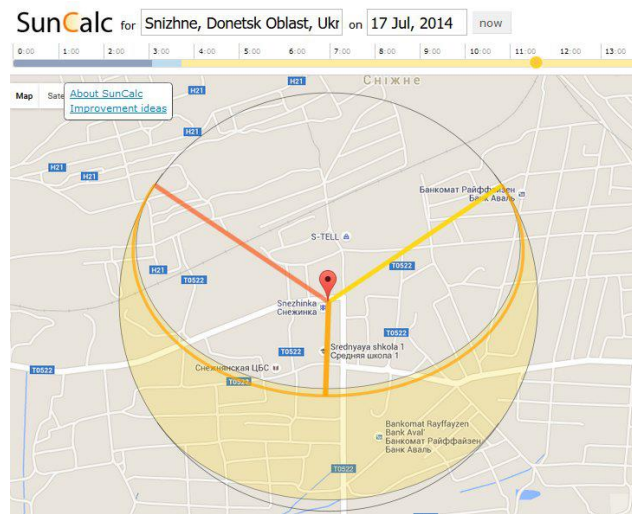 SunCalc for Snizhne, Donetsk Oblast, Ukr on 17 Jul, 2014 now
0:00 1:00 2:00 3:00 4:00 5:00 6:00 7:00 8:00 9:00 10:00 11:00 12:00 13:00
Map Sate
About SunCalc
Improvement ideas
H21
Сніжне
H21
H21
H21
H21
Банкомат Райффайзен
Банк Аваль
S-TELL
T0522
H21
T0522
T0522
Snezhinka
Снежинка
T0522
Srednyaya shkola 1
Средняя школа 1
T0522
Снежнянская ЦБС
T0522
Bankomat Rayffayzen
Bank Aval'
Банкомат Райффайзен
Банк Аваль
T0522